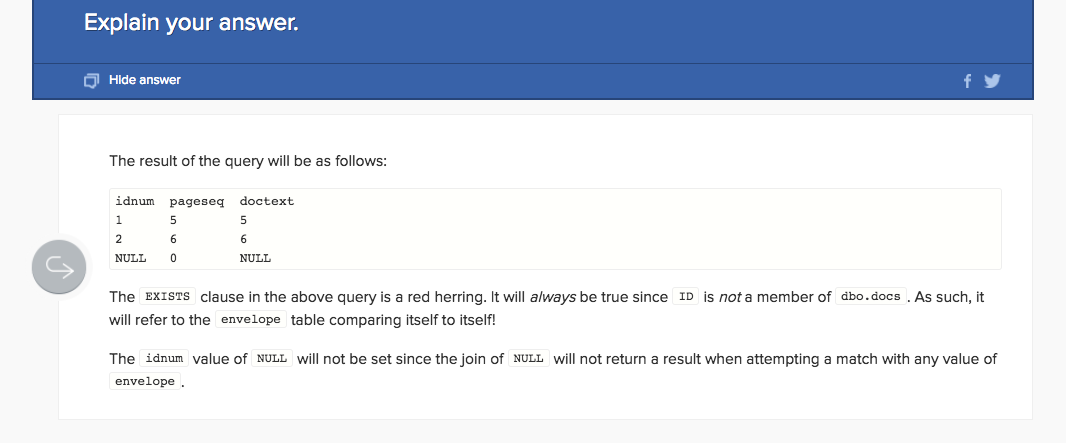 Explain your answer.
Hide answer
The result of the query will be as follows:
idnum pageseq doctext
1 5 5
2 6 6
NULL 0 NULL
The EXISTS clause in the above query is a red herring. It will always be true since ID is not a member of dbo.docs . As such, it
will refer to the envelope table comparing itself to itself!
The idnum value of NULL will not be set since the join of NULL will not return a result when attempting a match with any value of
envelope .